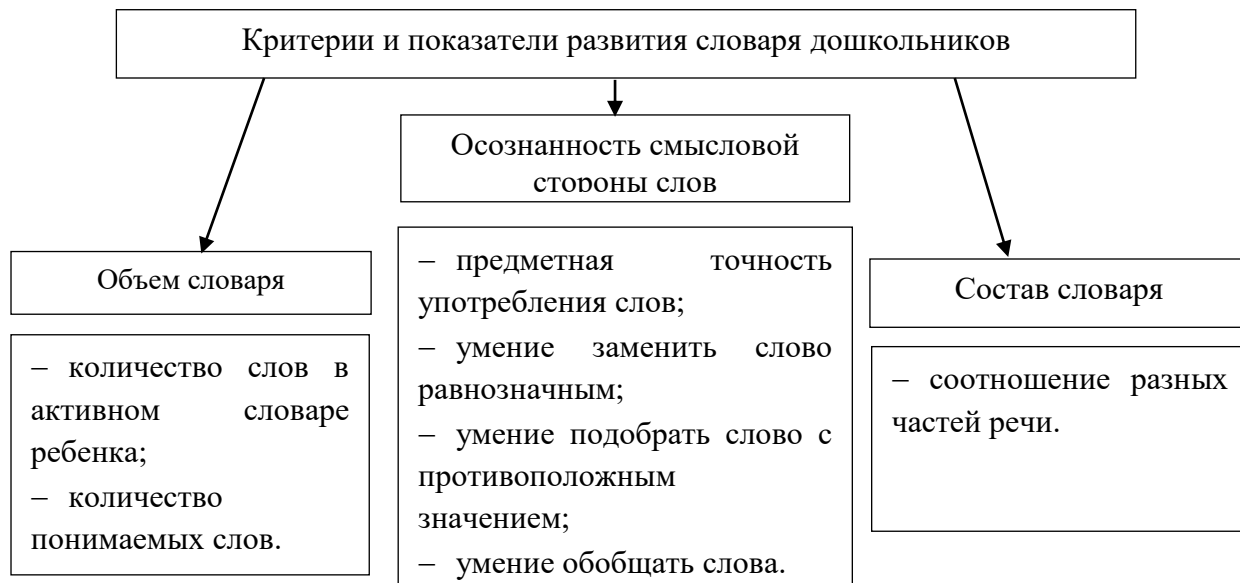 Критерии и показатели развития словаря дошкольников
Осознанность смысловой
стороны слов
Объем словаря
– количество слов в
активном словаре
ребенка;
– количество
понимаемых слов.
– предметная точность
употребления слов;
– умение заменить слово
равнозначным;
– умение подобрать слово с
противоположным
значением;
– умение обобщать слова.
Состав словаря
– соотношение разных
частей речи.